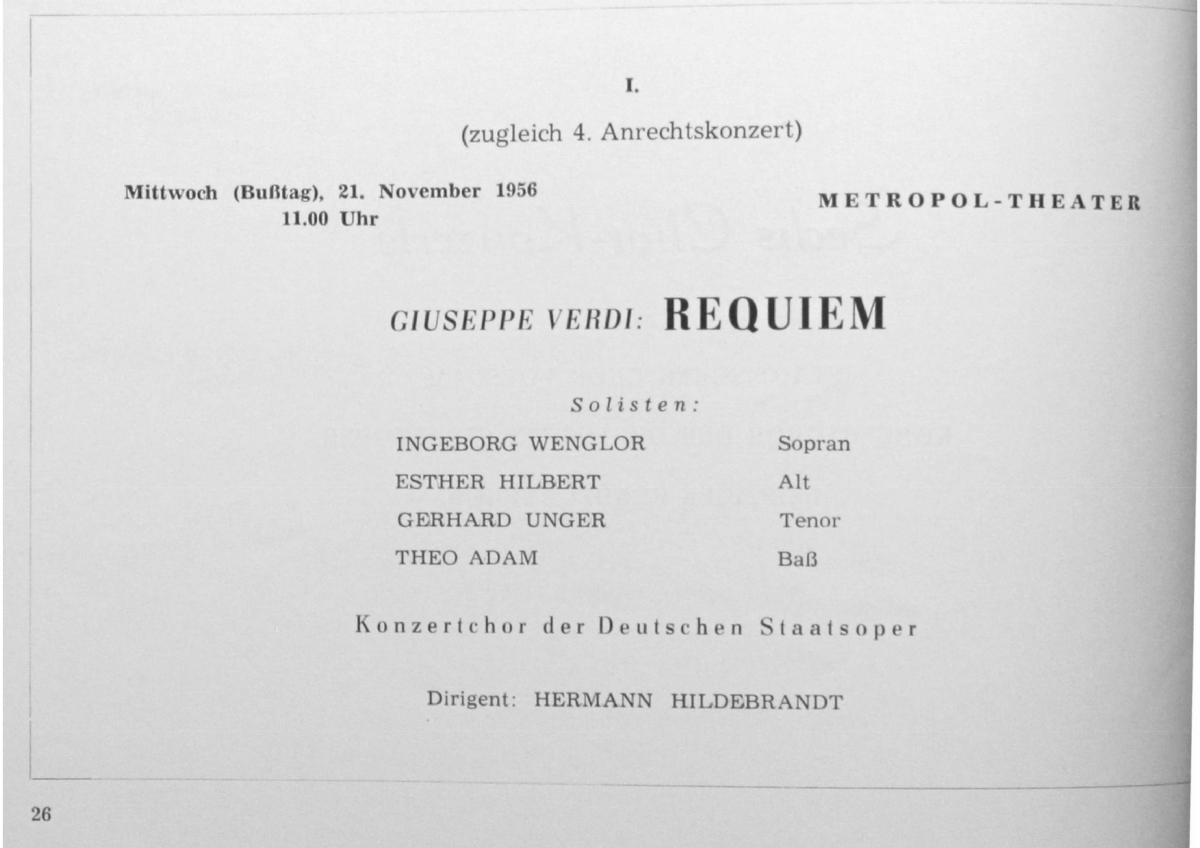 I.
(zugleich 4. Anrechtskonzert)
Mittwoch (Bußtag), 21. November 1956
11.00 Uhr
METROPOL-THEATER
GIUSEPPE VERDI: REQUIEM
Solisten:
INGEBORG WENGLOR Sopran
ESTHER HILBERT Alt
GERHARD UNGER Tenor
THEO ADAM Baß
Konzertchor der Deutschen Staatsoper
Dirigent: HERMANN HILDEBRANDT
26